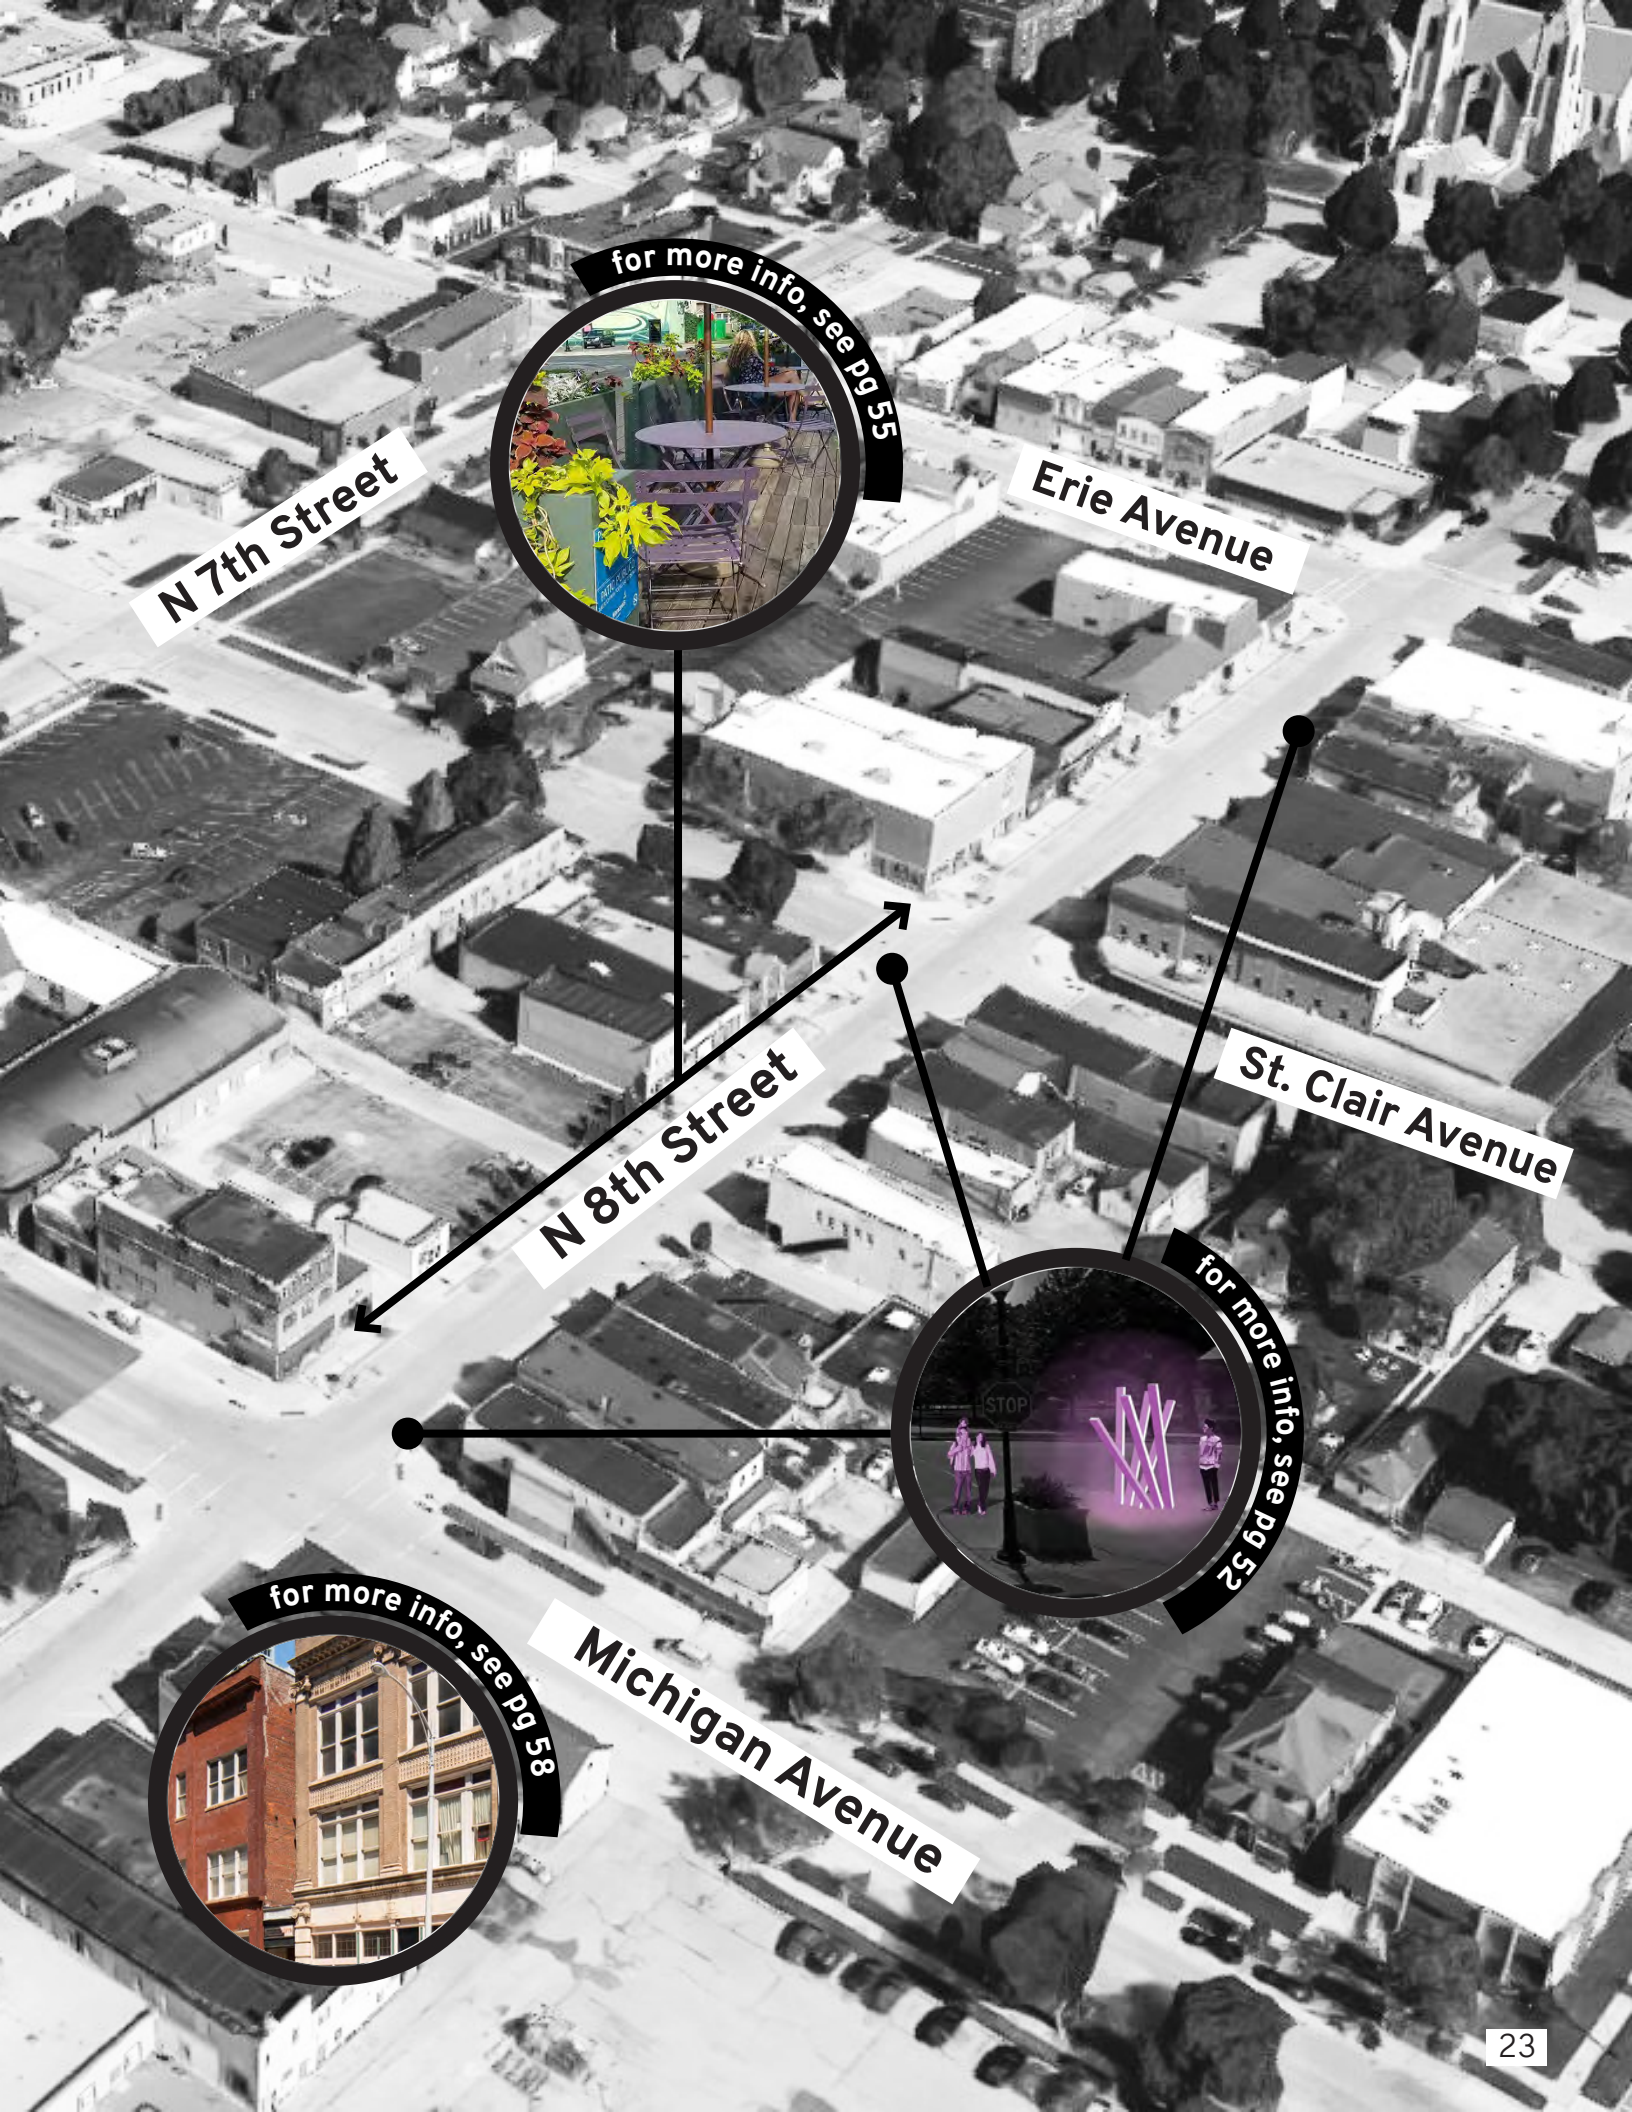 for more info, see pg 55
N 7th Street
Erie Avenue
N 8th Street
St. Clair Avenue
for more info, see pg 52
STOP
for more info, see pg 58
Michigan Avenue
23